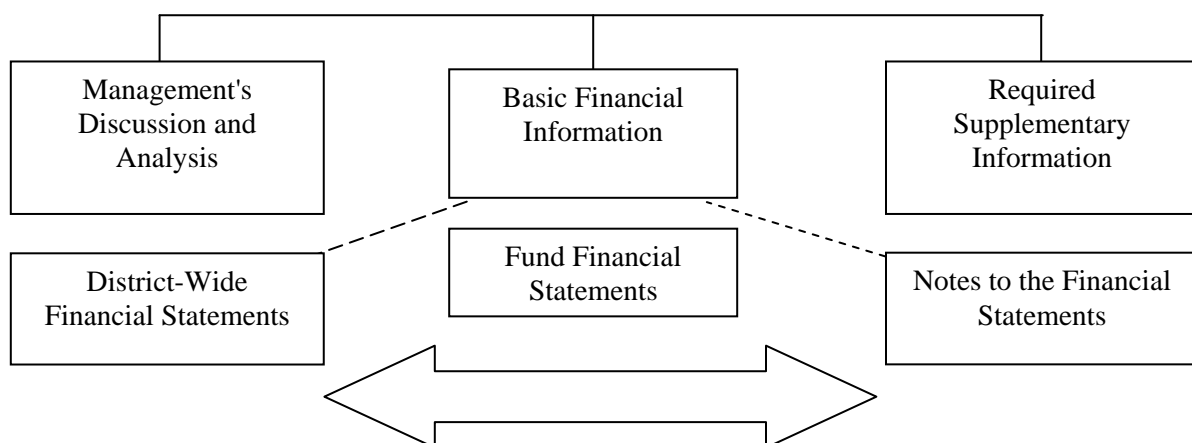 Management's
Discussion and
Analysis
Basic Financial
Information
Required
Supplementary
Information
District-Wide
Financial Statements
Fund Financial
Statements
Notes to the Financial
Statements